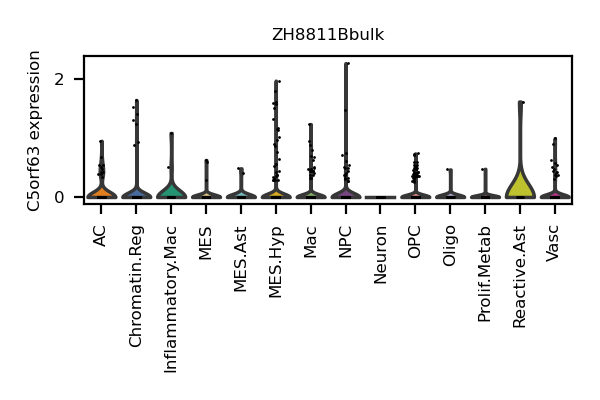 ZH8811Bbulk
C5orf63 expression
2
0
AC
Chromatin.Reg
Inflammatory.Mac
MES
MES.Ast
MES.Hyp
Mac
NPC
Neuron
OPC
Oligo
Prolif.Metab
Reactive.Ast
Vasc